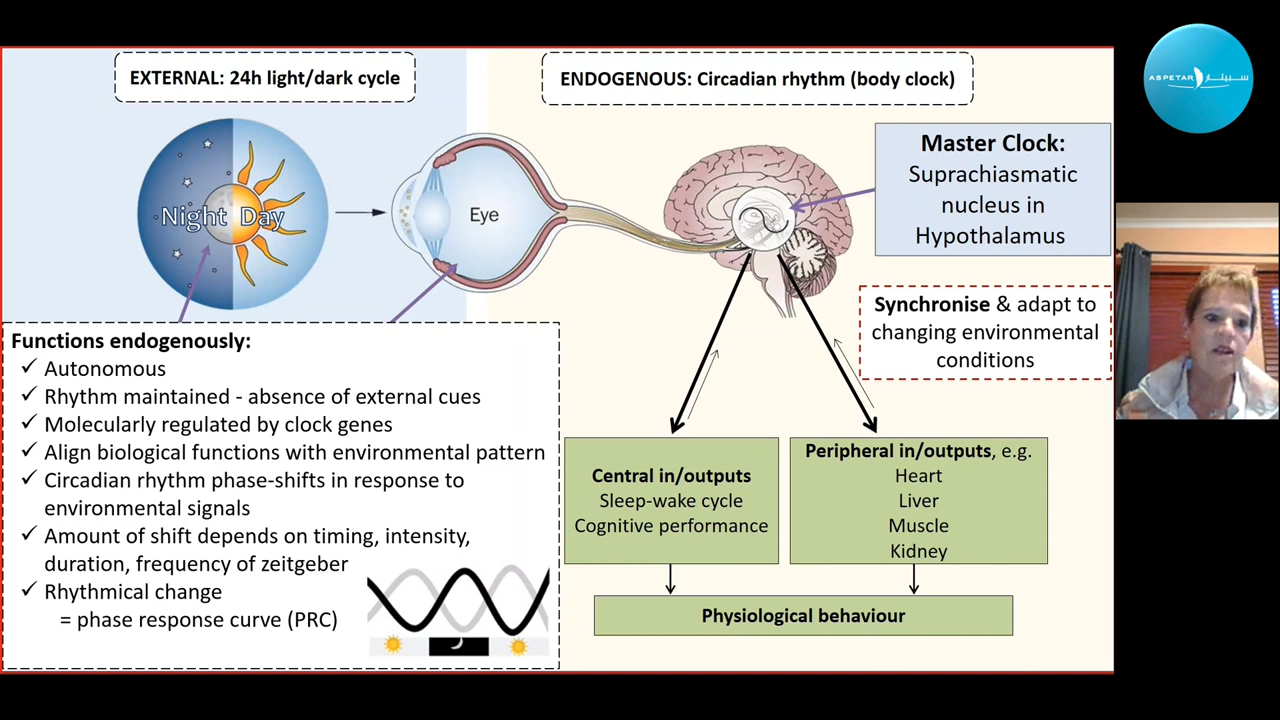 EXTERNAL: 24h light/dark cycle
ENDOGENOUS: Circadian rhythm (body clock)
ASPETAR سبيتار
Night Day
Eye
Master Clock:
Suprachiasmatic
nucleus in
Hypothalamus
Synchronise & adapt to
changing environmental
conditions
Functions endogenously:
✓ Autonomous
✓ Rhythm maintained - absence of external cues
✓ Molecularly regulated by clock genes
✓ Align biological functions with environmental pattern
✓ Circadian rhythm phase-shifts in response to
environmental signals
✓ Amount of shift depends on timing, intensity,
duration, frequency of zeitgeber
✓ Rhythmical change
= phase response curve (PRC)
Central in/outputs
Sleep-wake cycle
Cognitive performance
Peripheral in/outputs, e.g.
Heart
Liver
Muscle
Kidney
Physiological behaviour